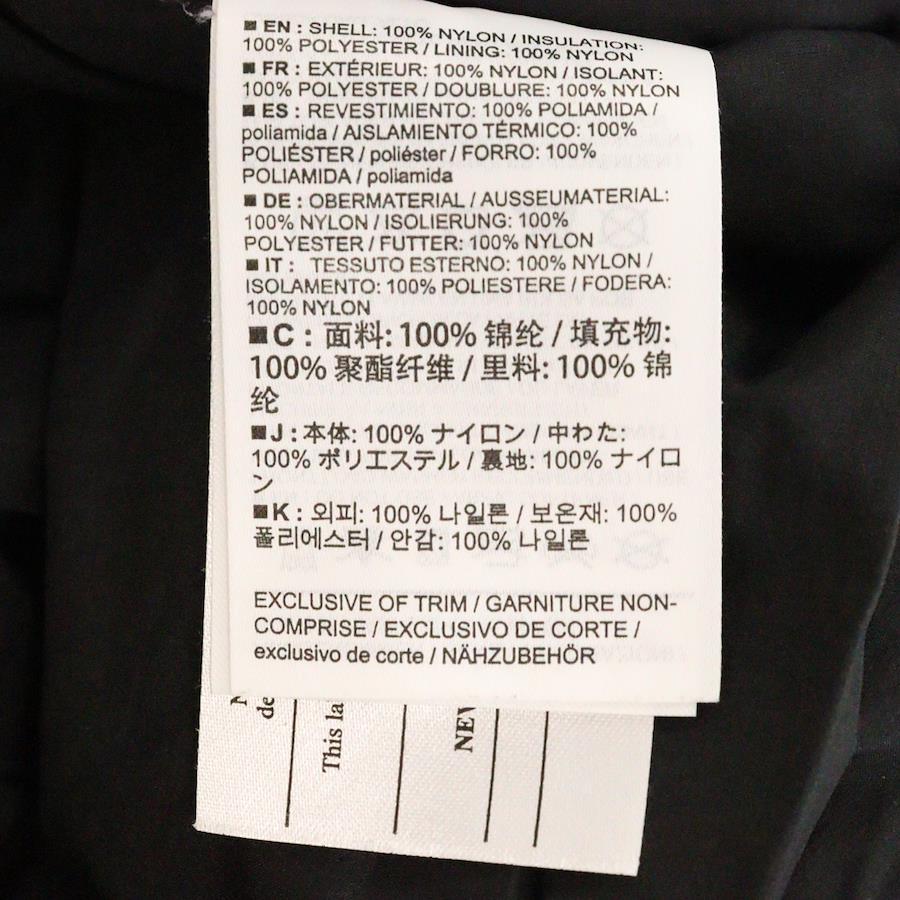 ■ EN : SHELL: 100% NYLON / INSULATION:
100% POLYESTER / LINING: 100% NYLON
■ FR : EXTÉRIEUR: 100% NYLON / ISOLANT:
100% POLYESTER / DOUBLURE: 100% NYLON
■ ES : REVESTIMIENTO: 100% POLIAMIDA /
poliamida / AISLAMIENTO TÉRMICO: 100%
POLIÉSTER / poliéster / FORRO: 100%
POLIAMIDA / poliamida
■ DE : OBERMATERIAL / AUSSEUMATERIAL:
100% NYLON / ISOLIERUNG: 100%
POLYESTER / FUTTER: 100% NYLON
■ IT : TESSUTO ESTERNO: 100% NYLON /
ISOLAMENTO: 100% POLIESTERE / FODERA:
100% NYLON
■C : 面料: 100% 锦纶 / 填充物:
100% 聚酯纤维 / 里料: 100% 锦
纶
■J : 本体: 100% ナイロン / 中わた:
100% ポリエステル / 裏地: 100% ナイロ
ン
■K : 외피: 100% 나일론 / 보온재: 100%
폴리에스터 / 안감: 100% 나일론
EXCLUSIVE OF TRIM / GARNITURE NON-
COMPRISE / EXCLUSIVO DE CORTE /
exclusivo de corte / NÄHZUBEHÖR
de
This la
NEW